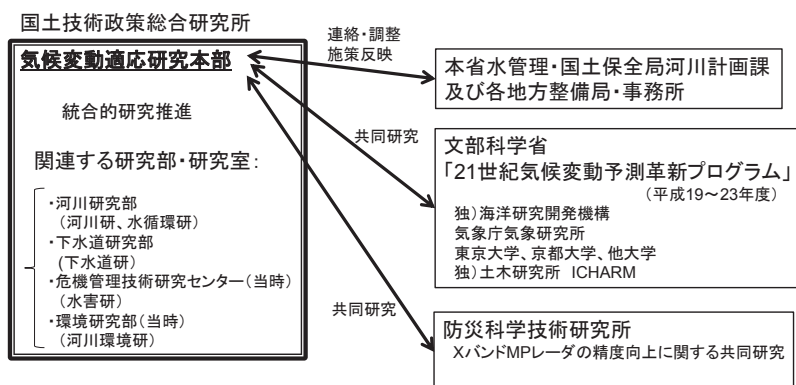 国土技術政策総合研究所
気候変動適応研究本部
統合的研究推進
関連する研究部・研究室:
・河川研究部
(河川研、水循環研)
・下水道研究部
(下水道研)
・危機管理技術研究センター(当時)
(水害研)
・環境研究部(当時)
(河川環境研)
連絡・調整
施策反映
本省水管理・国土保全局河川計画課
及び各地方整備局・事務所
共同研究
文部科学省
「21世紀気候変動予測革新プログラム」
(平成19~23年度)
独)海洋研究開発機構
気象庁気象研究所
東京大学、京都大学、他大学
独)土木研究所 ICHARM
共同研究
防災科学技術研究所
XバンドMPレーダの精度向上に関する共同研究